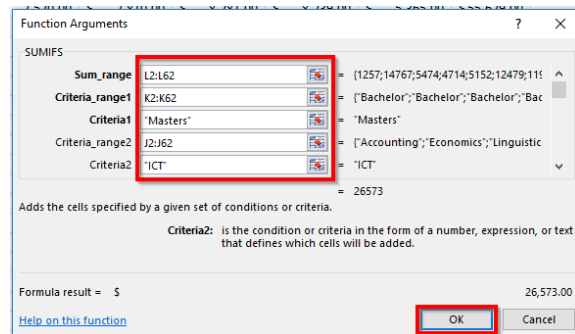 Function Arguments ? ×
SUMIFS
Sum_range L2:L62 = {1257;14767;5474;4714;5152;12479;119
Criteria_range1 K2:K62 = {"Bachelor";"Bachelor";"Bachelor";"Bac
Criteria1 "Masters" = "Masters"
Criteria_range2 J2:J62 = {"Accounting";"Economics";"Linguistic
Criteria2 "ICT" = "ICT"
= 26573
Adds the cells specified by a given set of conditions or criteria.
Criteria2: is the condition or criteria in the form of a number, expression, or text
that defines which cells will be added.
Formula result = $ 26,573.00
Help on this function OK Cancel